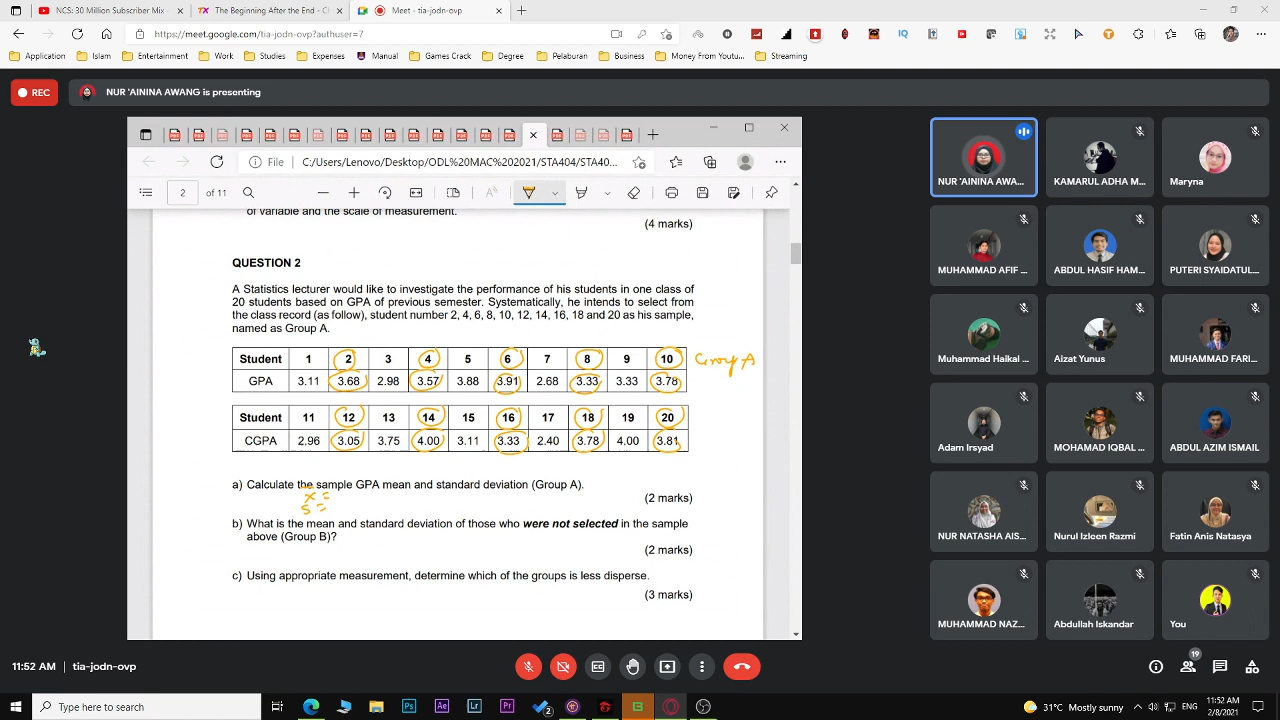 NCS: 30 Million Subscriber Mix -
The Beginning After the End - C
Meet - tia-jodn-ovp
https://meet.google.com/tia-jodn-ovp?authuser=7
Application
Islam
Entertainment
Work
Studies
Expenses
Manual
Games Crack
Degree
Pelaburan
Business
Money From Youtu...
Streaming
REC
NUR 'AININA AWANG is presenting
File
C:/Users/Lenovo/Desktop/ODL%20MAC%202021/STA404/STA40...
2
of 11
of variable and the scale of measurement.
(4 marks)
QUESTION 2
A Statistics lecturer would like to investigate the performance of his students in one class of
20 students based on GPA of previous semester. Systematically, he intends to select from
the class record (as follow), student number 2, 4, 6, 8, 10, 12, 14, 16, 18 and 20 as his sample,
named as Group A.
Student 1 2 3 4 5 6 7 8 9 10
Group A
GPA 3.11 3.68 2.98 3.57 3.88 3.91 2.68 3.33 3.33 3.78
Student 11 12 13 14 15 16 17 18 19 20
CGPA 2.96 3.05 3.75 4.00 3.11 3.33 2.40 3.78 4.00 3.81
a) Calculate the sample GPA mean and standard deviation (Group A).
x̄ =
(2 marks)
s =
b) What is the mean and standard deviation of those who were not selected in the sample
above (Group B)?
(2 marks)
c) Using appropriate measurement, determine which of the groups is less disperse.
(3 marks)
NUR 'AININA AWA...
KAMARUL ADHA M...
Maryna
MUHAMMAD AFIF ...
ABDUL HASIF HAM...
PUTERI SYAIDATUL...
Muhammad Haikal ...
Aizat Yunus
MUHAMMAD FARI...
Adam Irsyad
MOHAMAD IQBAL ...
ABDUL AZIM ISMAIL
NUR NATASHA AIS...
Nurul Izleen Razmi
Fatin Anis Natasya
MUHAMMAD NAZ...
Abdullah Iskandar
You
11:52 AM | tia-jodn-ovp
19
Type here to search
31°C Mostly sunny
ENG
11:52 AM
2/8/2021